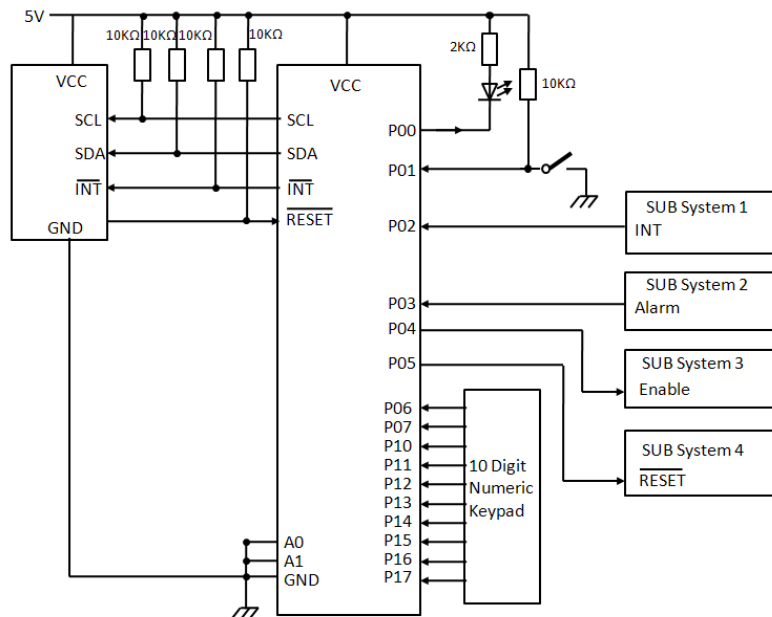 5V
10KΩ
10KΩ
10KΩ
10KΩ
2KΩ
10KΩ
VCC
SCL
SDA
INT
GND
VCC
SCL
SDA
INT
RESET
A0
A1
GND
P00
P01
P02
P03
P04
P05
P06
P07
P10
P11
P12
P13
P14
P15
P16
P17
10 Digit
Numeric
Keypad
SUB System 1
INT
SUB System 2
Alarm
SUB System 3
Enable
SUB System 4
RESET